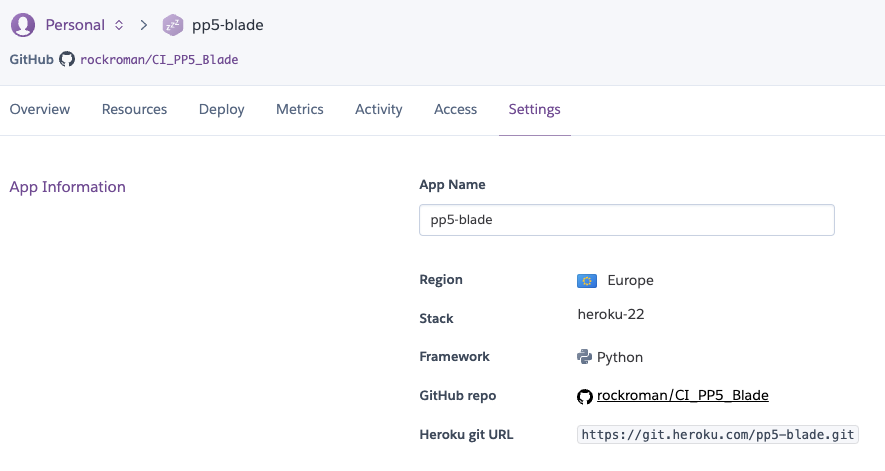 Personal > pp5-blade
GitHub rockroman/CI_PP5_Blade
Overview Resources Deploy Metrics Activity Access Settings
App Information
App Name
pp5-blade
Region Europe
Stack heroku-22
Framework Python
GitHub repo rockroman/CI_PP5_Blade
Heroku git URL https://git.heroku.com/pp5-blade.git